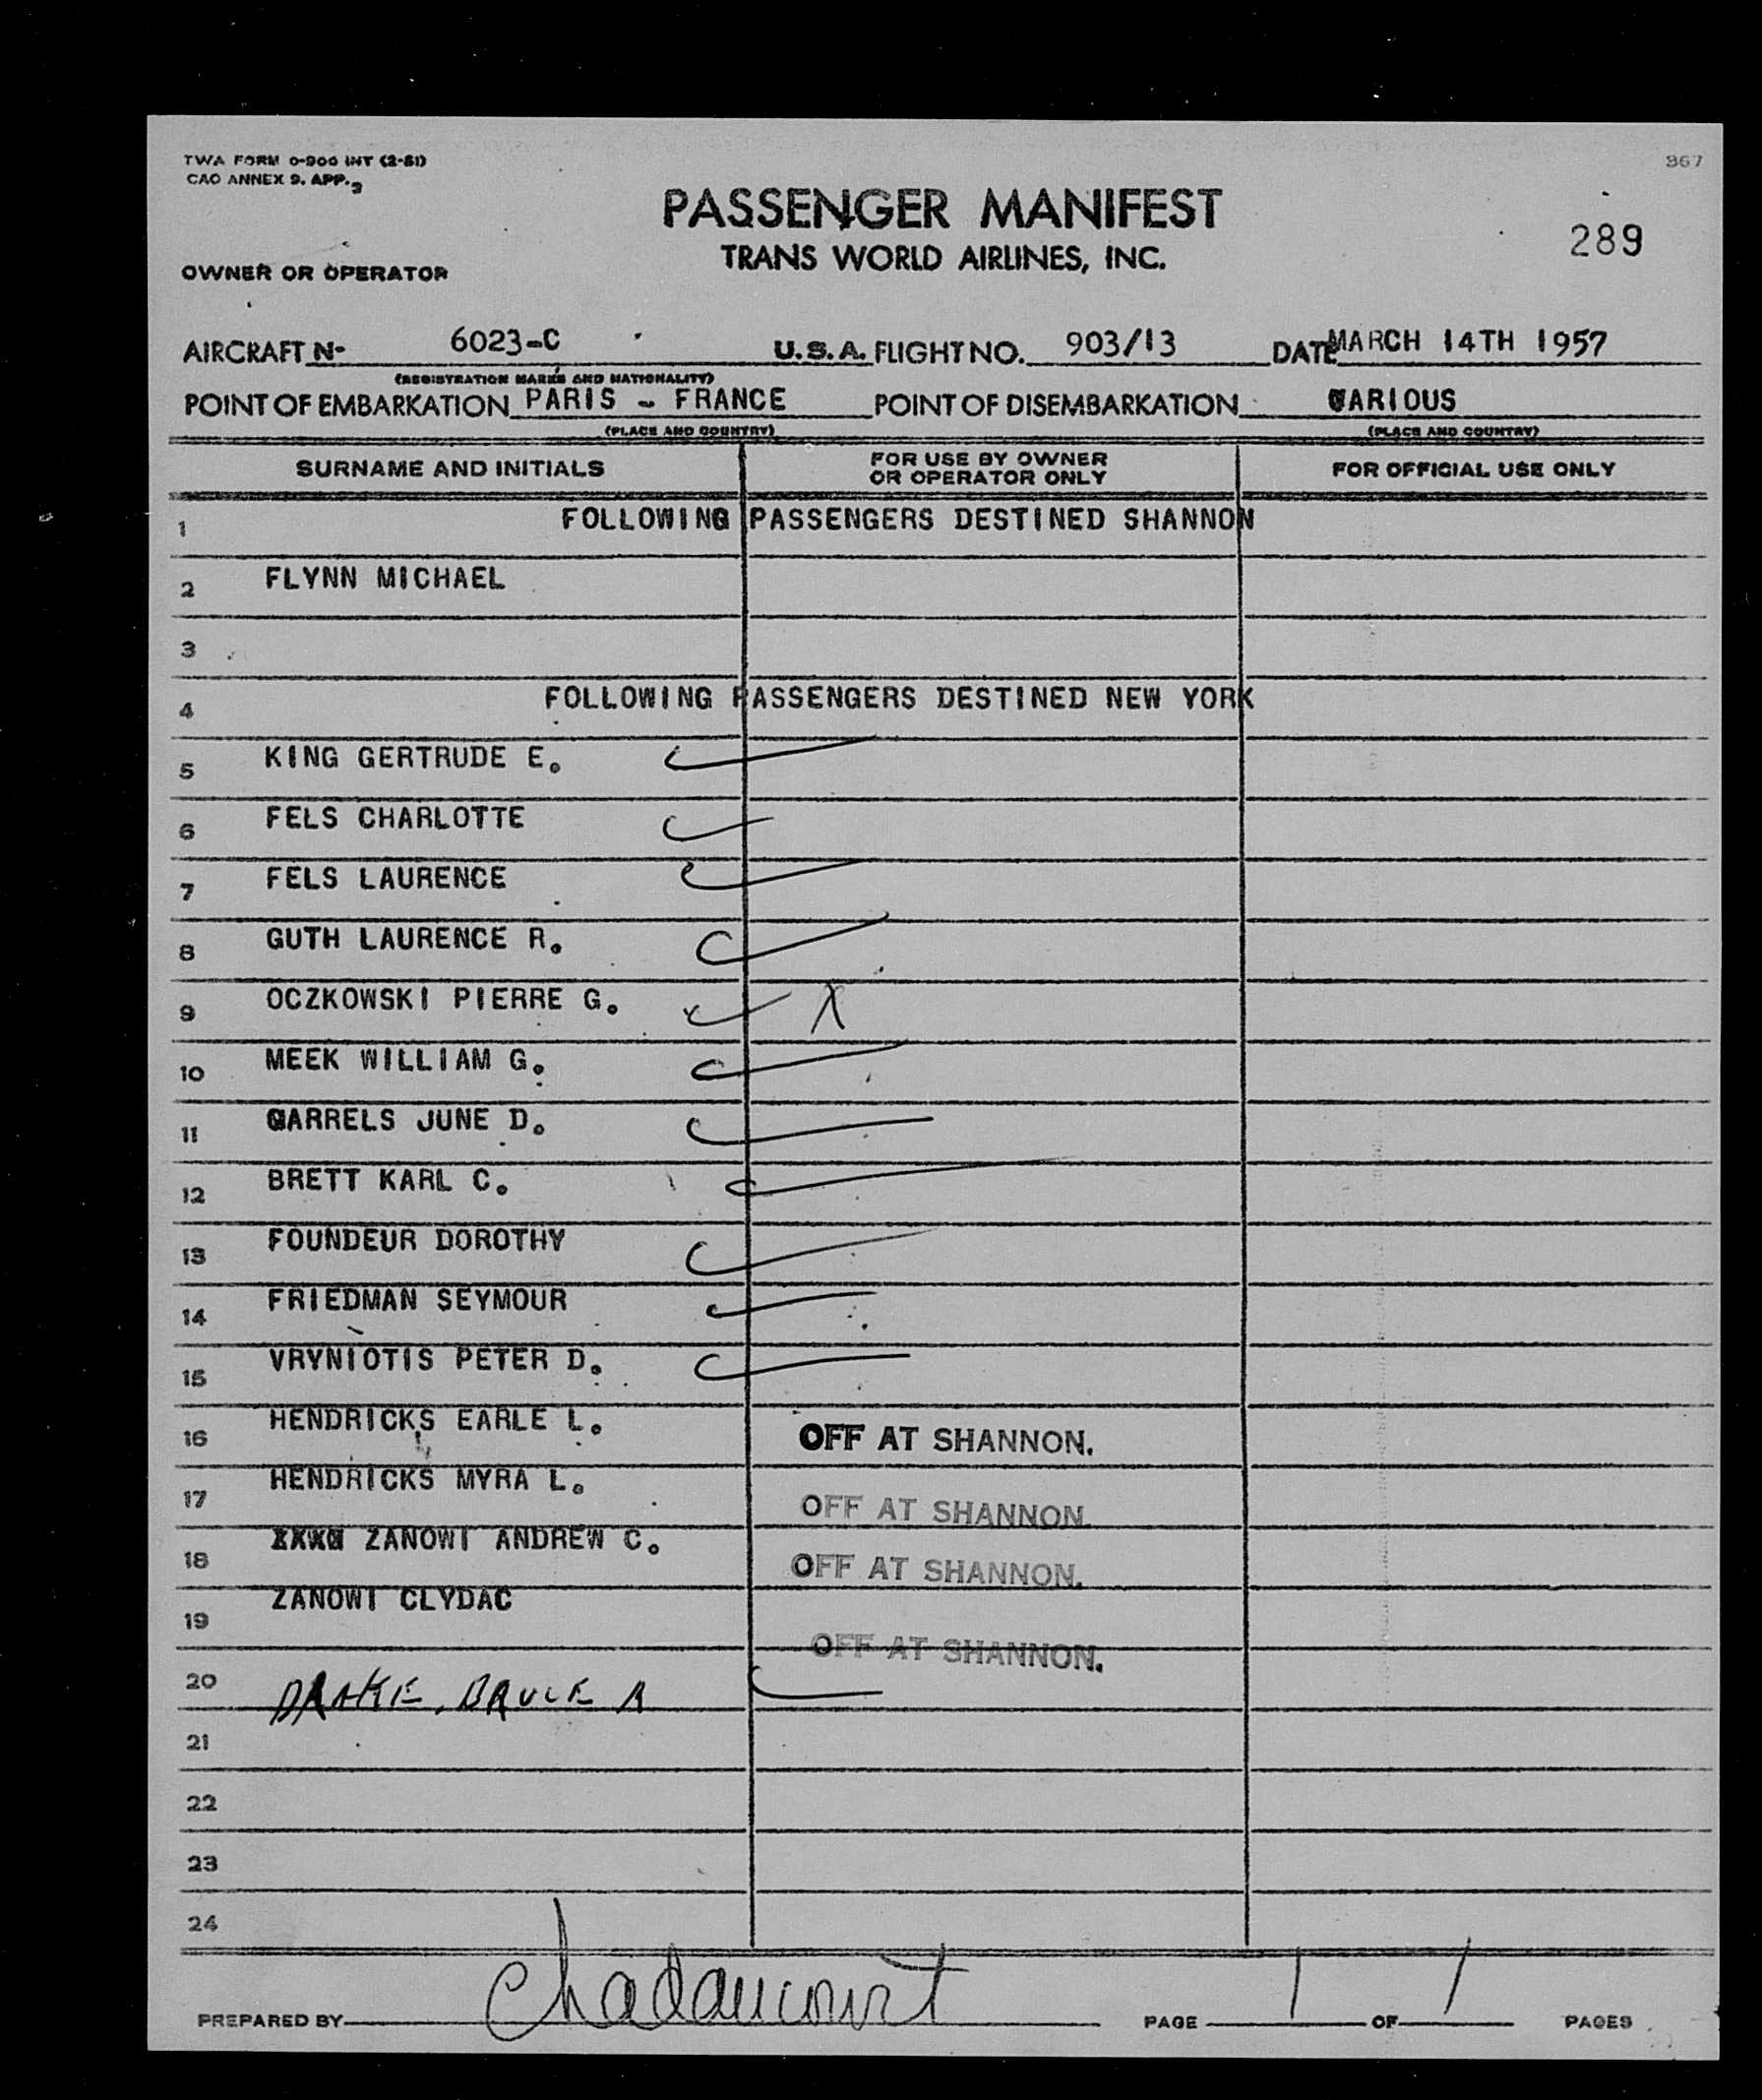 TWA FORM 0-900 INT (2-51)
CAO ANNEX 9. APP. 3
367
PASSENGER MANIFEST
289
TRANS WORLD AIRLINES, INC.
OWNER OR OPERATOR
AIRCRAFT Nº 6023-C U.S.A. FLIGHT NO. 903/13 DATE MARCH 14TH 1957
(REGISTRATION MARKS AND NATIONALITY)
POINT OF EMBARKATION PARIS - FRANCE POINT OF DISEMBARKATION VARIOUS
(PLACE AND COUNTRY) (PLACE AND COUNTRY)
SURNAME AND INITIALS FOR USE BY OWNER OR OPERATOR ONLY FOR OFFICIAL USE ONLY
1 FOLLOWING PASSENGERS DESTINED SHANNON
2 FLYNN MICHAEL
3
4 FOLLOWING PASSENGERS DESTINED NEW YORK
5 KING GERTRUDE E.
6 FELS CHARLOTTE
7 FELS LAURENCE
8 GUTH LAURENCE R.
9 OCZKOWSKI PIERRE G. X
10 MEEK WILLIAM G.
11 GARRELS JUNE D.
12 BRETT KARL C.
13 FOUNDEUR DOROTHY
14 FRIEDMAN SEYMOUR
15 VRYNIOTIS PETER D.
16 HENDRICKS EARLE L. OFF AT SHANNON.
17 HENDRICKS MYRA L. OFF AT SHANNON.
18 ZANOWI ANDREW C. OFF AT SHANNON.
19 ZANOWI CLYDAC OFF AT SHANNON.
20 DRAKE, BRUCE A
21
22
23
24
PREPARED BY PAGE 1 OF 1 PAGES